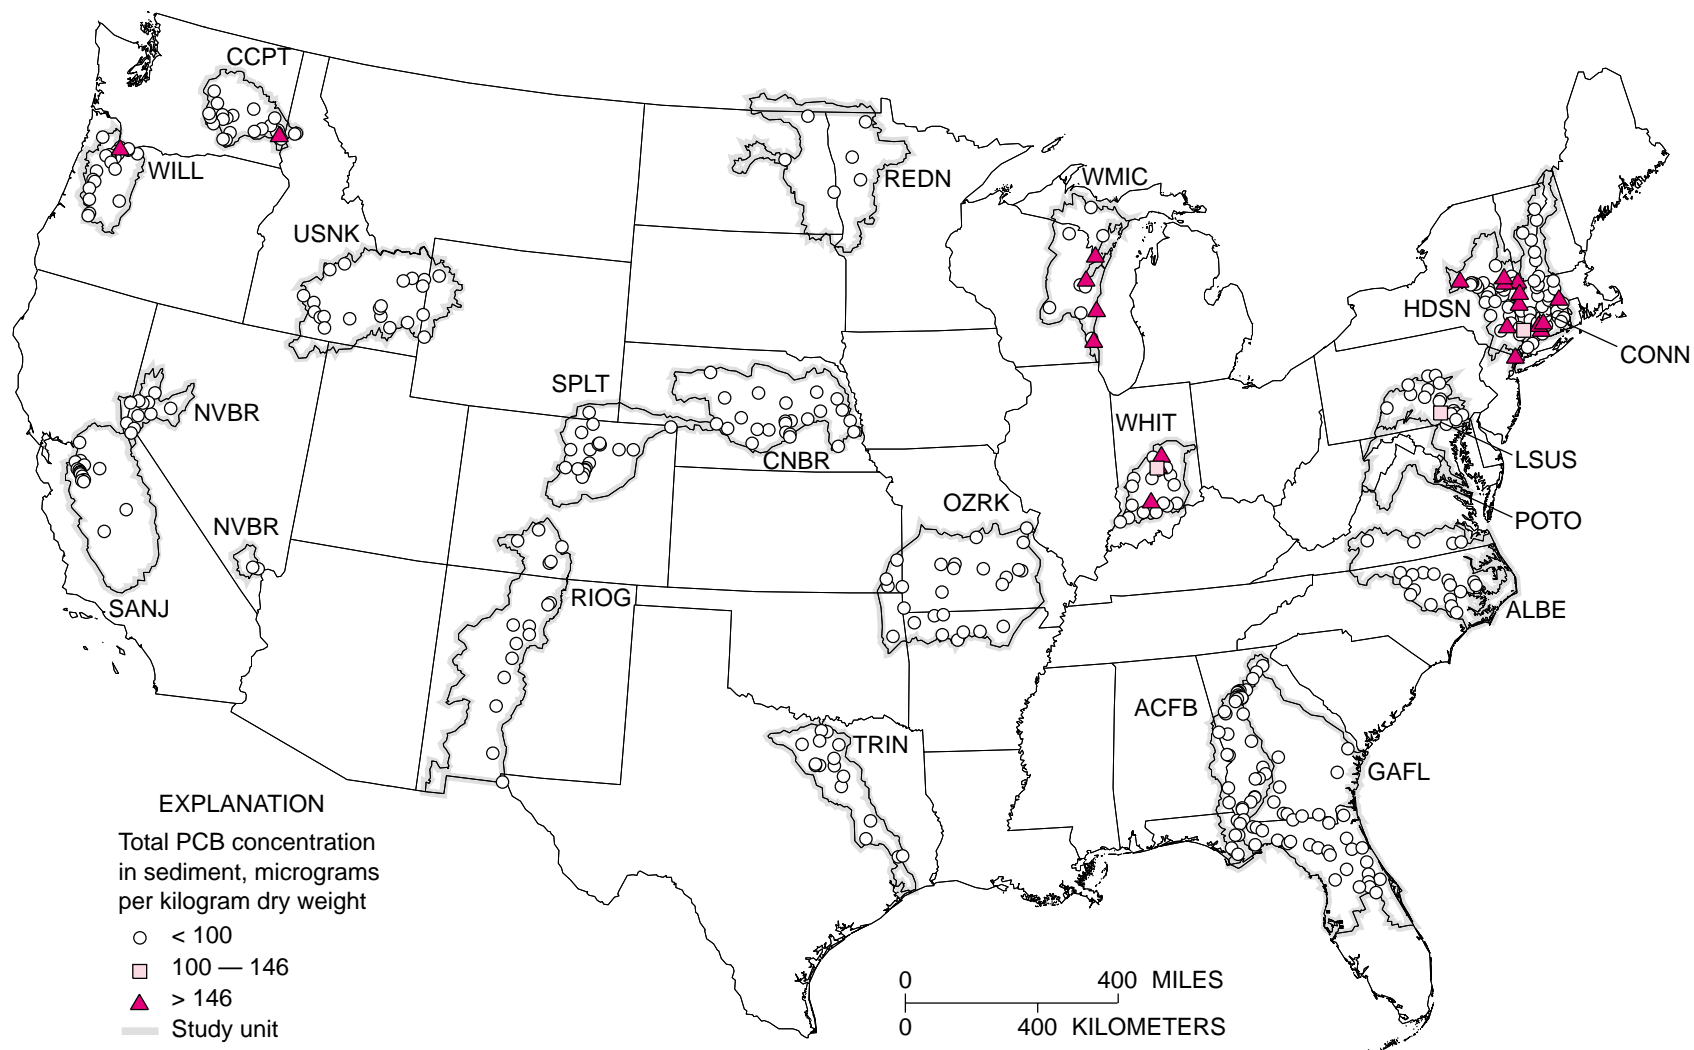 CCPT
WILL
REDN
WMIC
USNK
HDSN
CONN
SPLT
NVBR
WHIT
CNBR
LSUS
OZRK
POTO
NVBR
SANJ
RIOG
ALBE
ACFB
TRIN
GAFL
EXPLANATION
Total PCB concentration
in sediment, micrograms
per kilogram dry weight
< 100
100 — 146
> 146
Study unit
0 400 MILES
0 400 KILOMETERS